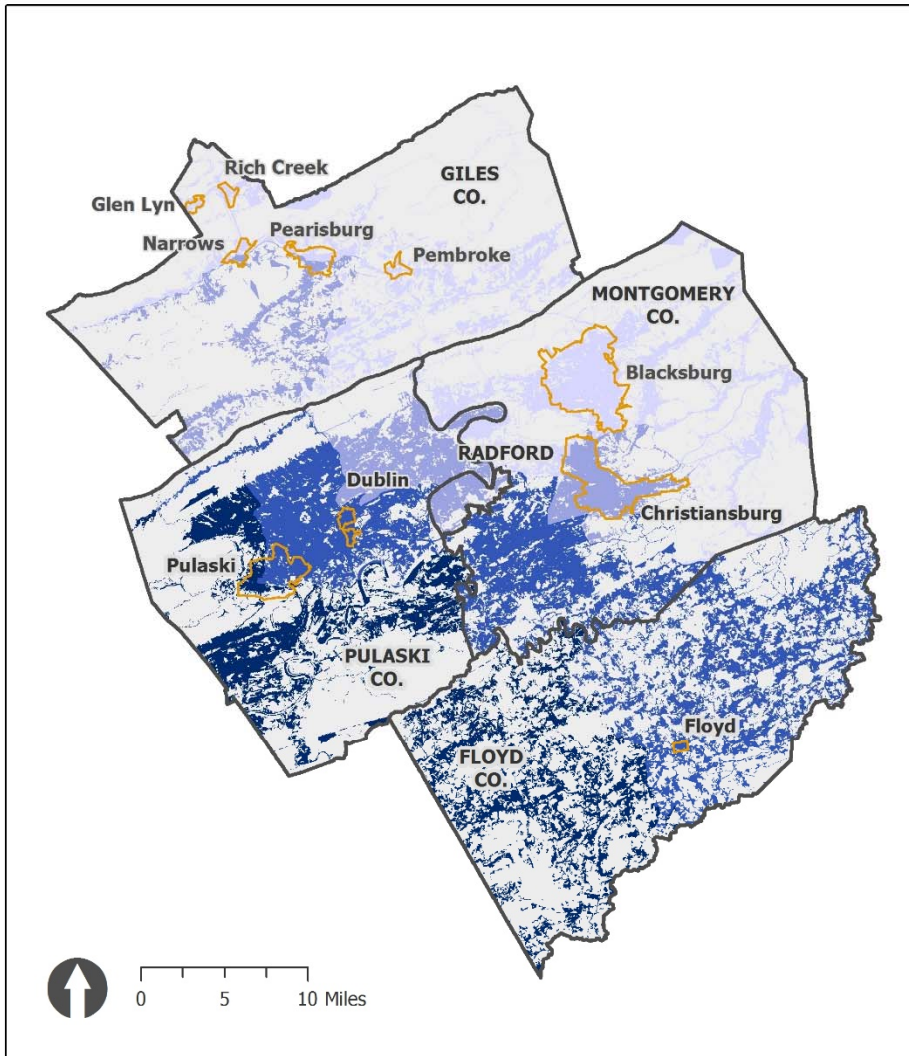 Rich Creek
GILES
CO.
Glen Lyn
Narrows
Pearisburg
Pembroke
MONTGOMERY
CO.
Blacksburg
RADFORD
Dublin
Christiansburg
Pulaski
PULASKI
CO.
Floyd
FLOYD
CO.
0 5 10 Miles